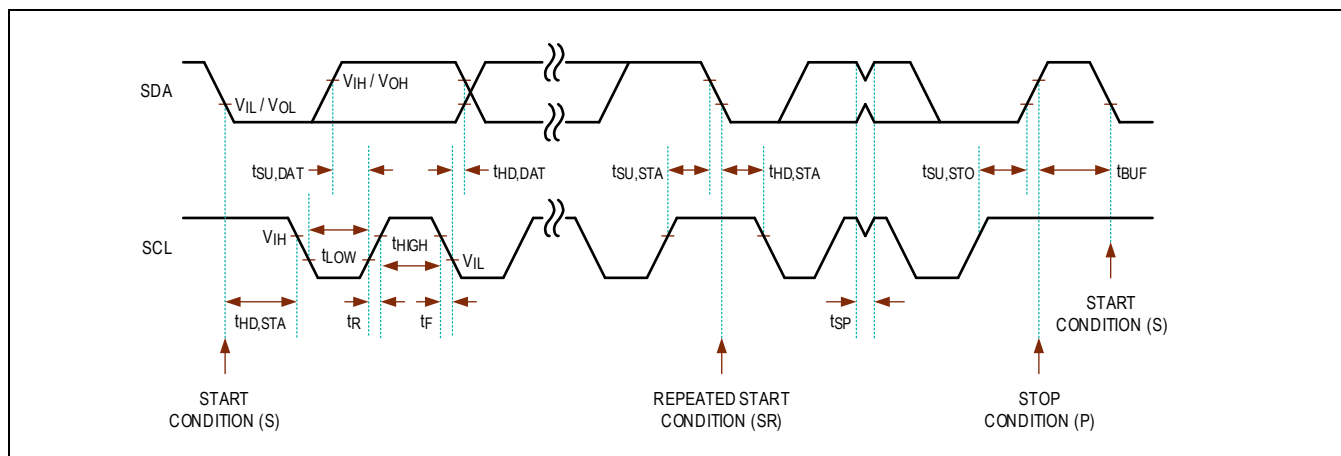 SDA
VIH / VOH
VIL / VOL
tSU,DAT
tHD,DAT
tSU,STA
tHD,STA
tSU,STO
tBUF
SCL
VIH
tLOW
tHIGH
VIL
tHD,STA
tR
tF
tSP
START
CONDITION (S)
START
CONDITION (S)
REPEATED START
CONDITION (SR)
STOP
CONDITION (P)